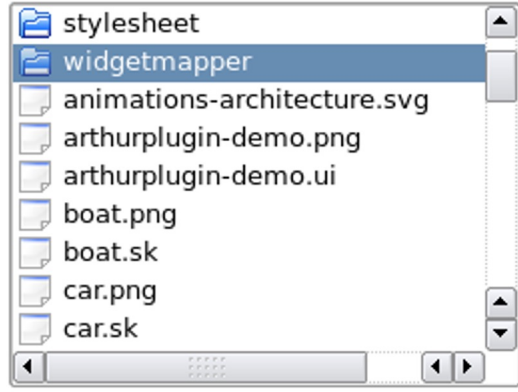 stylesheet
widgetmapper
animations-architecture.svg
arthurplugin-demo.png
arthurplugin-demo.ui
boat.png
boat.sk
car.png
car.sk